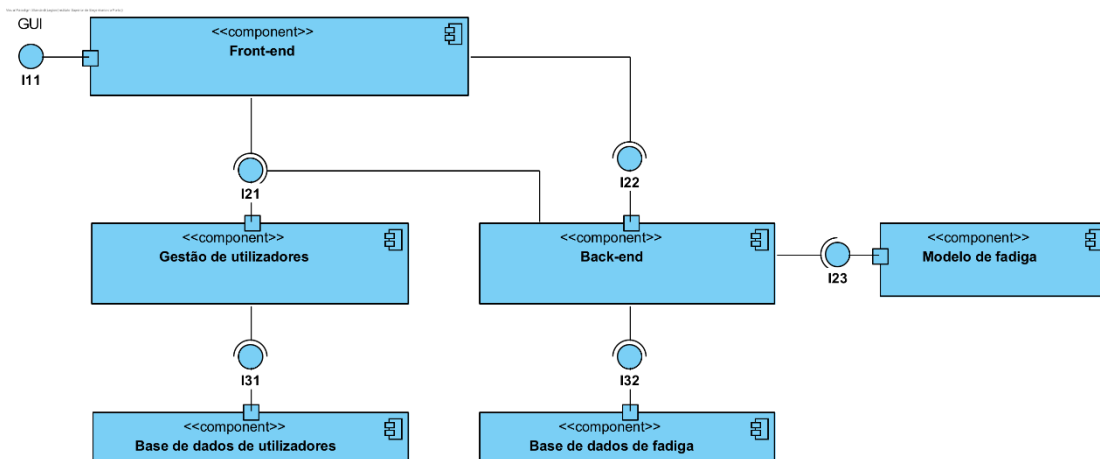 GUI
<<component>>
Front-end
I11
I21
I22
<<component>>
Gestão de utilizadores
<<component>>
Back-end
<<component>>
Modelo de fadiga
I23
I31
I32
<<component>>
Base de dados de utilizadores
<<component>>
Base de dados de fadiga